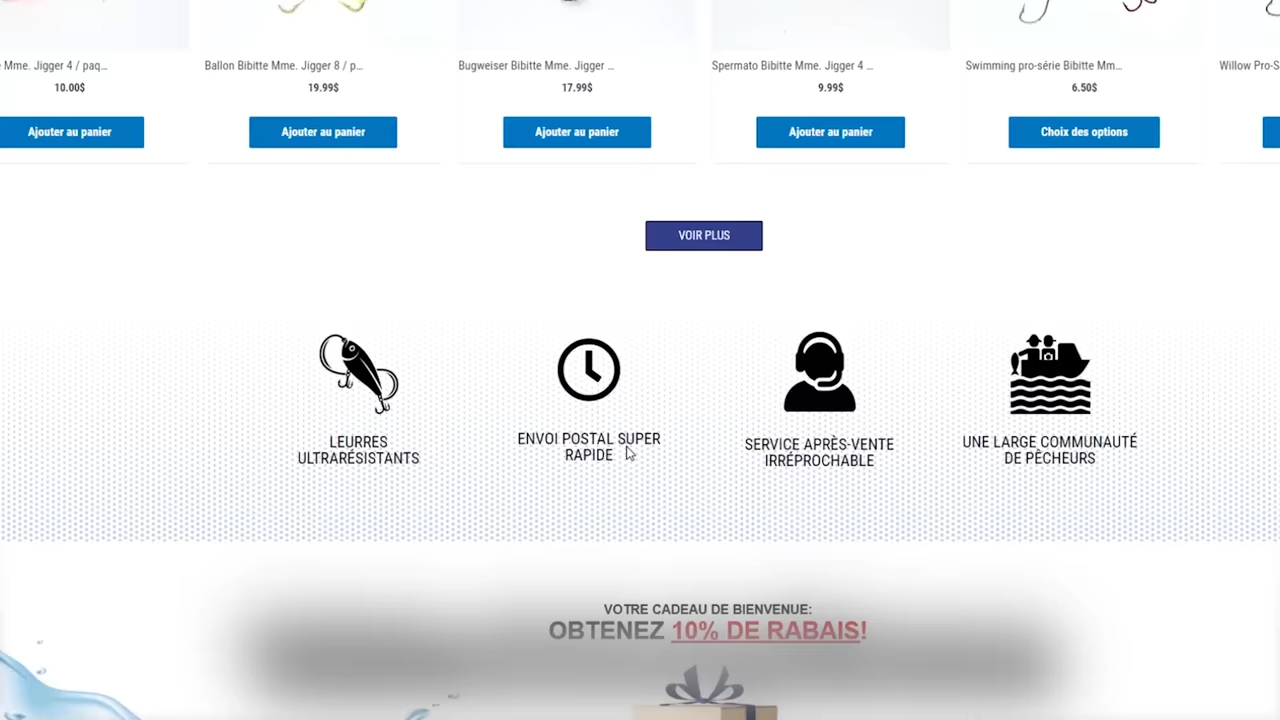 Mme. Jigger 4 / paq...
Ballon Bibitte Mme. Jigger 8 / p...
Bugweiser Bibitte Mme. Jigger ...
Spermato Bibitte Mme. Jigger 4 ...
Swimming pro-série Bibitte Mm...
Willow Pro-S
10.00$
19.99$
17.99$
9.99$
6.50$
Ajouter au panier
Ajouter au panier
Ajouter au panier
Ajouter au panier
Choix des options
VOIR PLUS
LEURRES
ULTRARÉSISTANTS
ENVOI POSTAL SUPER
RAPIDE
SERVICE APRÈS-VENTE
IRRÉPROCHABLE
UNE LARGE COMMUNAUTÉ
DE PÊCHEURS
VOTRE CADEAU DE BIENVENUE:
OBTENEZ 10% DE RABAIS!